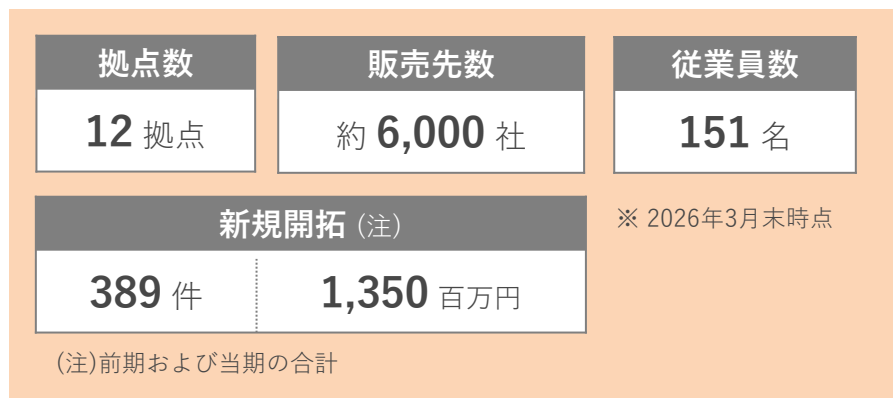 拠点数
12 拠点
販売先数
約 6,000 社
従業員数
151 名
新規開拓 (注)
389 件
1,350 百万円
※ 2026年3月末時点
(注)前期および当期の合計